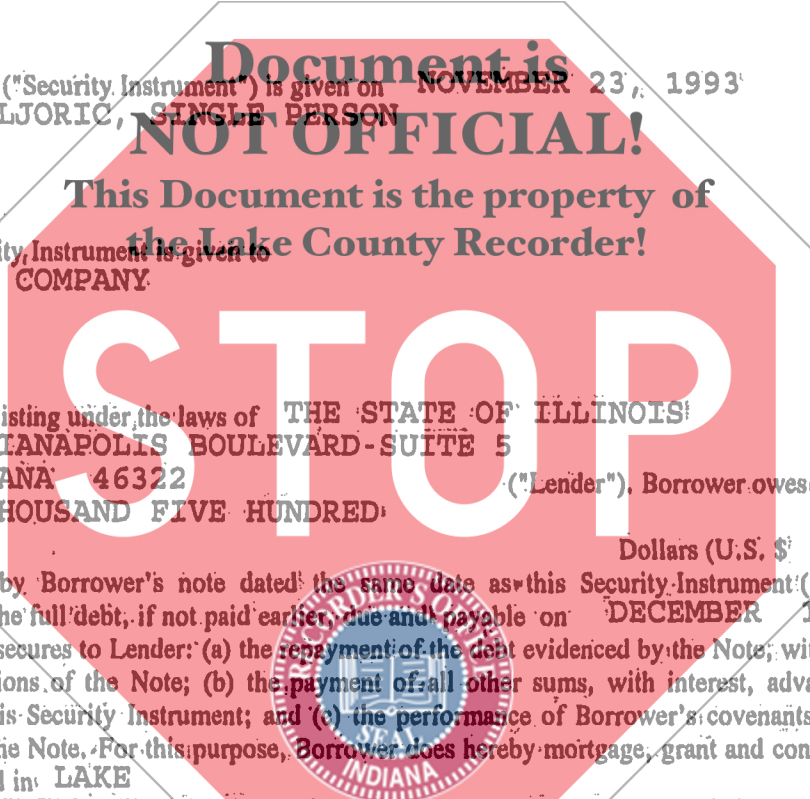 Document is
("Security Instrument") is given on NOVEMBER 23, 1993
LJORIC, SINGLE PERSON
NOT OFFICIAL!
This Document is the property of
the Lake County Recorder!
ity Instrument is given to
COMPANY
STOP
isting under the laws of THE STATE OF ILLINOIS
IANAPOLIS BOULEVARD-SUITE 5
ANA 46322 ("Lender"). Borrower owes
HOUSAND FIVE HUNDRED
Dollars (U.S. $
by Borrower's note dated the same date as this Security Instrument (
he full debt, if not paid earlier, due and payable on DECEMBER 1
secures to Lender: (a) the repayment of the debt evidenced by the Note, wi
ions of the Note; (b) the payment of all other sums, with interest, adva
is Security Instrument; and (c) the performance of Borrower's covenants
he Note. For this purpose, Borrower does hereby mortgage, grant and con
d in LAKE
RECORDER'S OFFICE
SEAL
INDIANA